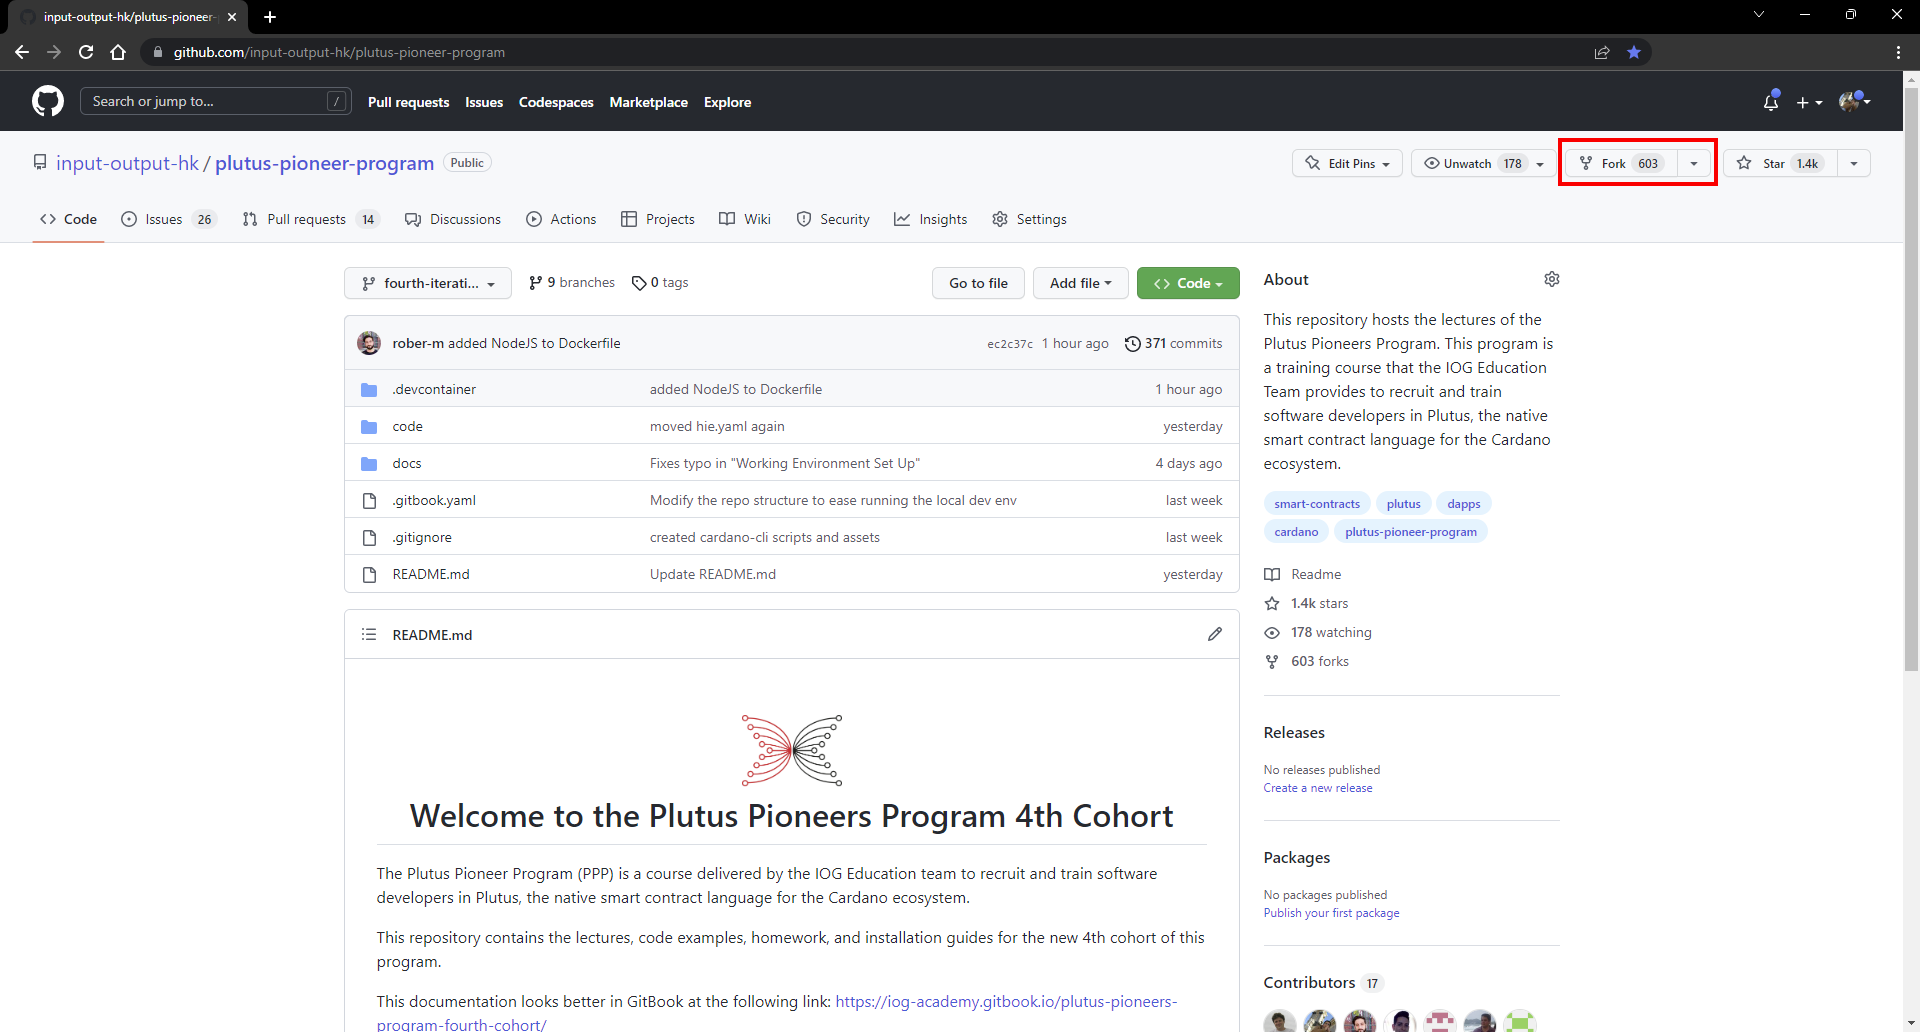 input-output-hk/plutus-pioneer-
github.com/input-output-hk/plutus-pioneer-program
Search or jump to... /
Pull requests Issues Codespaces Marketplace Explore
input-output-hk / plutus-pioneer-program Public
Edit Pins Unwatch 178 Fork 603 Star 1.4k
Code Issues 26 Pull requests 14 Discussions Actions Projects Wiki Security Insights Settings
fourth-iterati... 9 branches 0 tags Go to file Add file Code
rober-m added NodeJS to Dockerfile ec2c37c 1 hour ago 371 commits
.devcontainer added NodeJS to Dockerfile 1 hour ago
code moved hie.yaml again yesterday
docs Fixes typo in "Working Environment Set Up" 4 days ago
.gitbook.yaml Modify the repo structure to ease running the local dev env last week
.gitignore created cardano-cli scripts and assets last week
README.md Update README.md yesterday
README.md
Welcome to the Plutus Pioneers Program 4th Cohort
The Plutus Pioneer Program (PPP) is a course delivered by the IOG Education team to recruit and train software
developers in Plutus, the native smart contract language for the Cardano ecosystem.
This repository contains the lectures, code examples, homework, and installation guides for the new 4th cohort of this
program.
This documentation looks better in GitBook at the following link: https://iog-academy.gitbook.io/plutus-pioneers-
program-fourth-cohort/
About
This repository hosts the lectures of the
Plutus Pioneers Program. This program is
a training course that the IOG Education
Team provides to recruit and train
software developers in Plutus, the native
smart contract language for the Cardano
ecosystem.
smart-contracts plutus dapps
cardano plutus-pioneer-program
Readme
1.4k stars
178 watching
603 forks
Releases
No releases published
Create a new release
Packages
No packages published
Publish your first package
Contributors 17